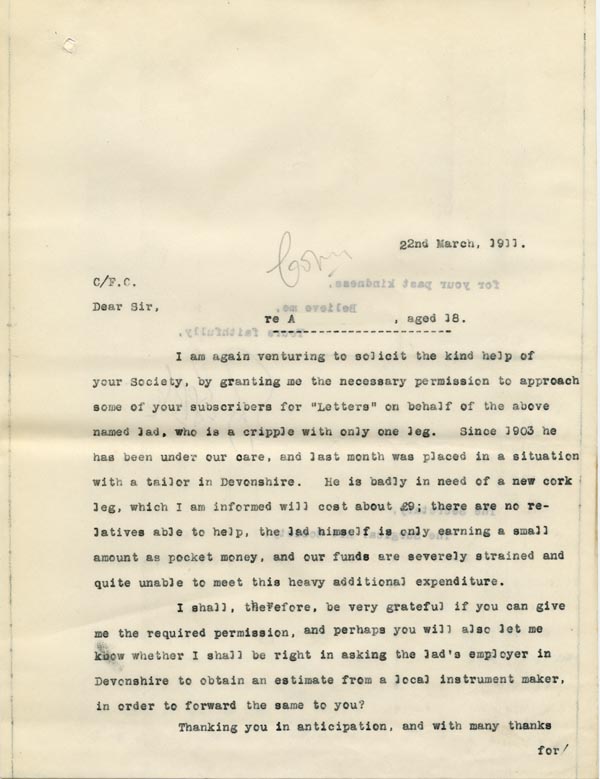 22nd March, 1911.
Copy
C/F.C.
Dear Sir,
re A , aged 18.
I am again venturing to solicit the kind help of
your Society, by granting me the necessary permission to approach
some of your subscribers for "Letters" on behalf of the above
named lad, who is a cripple with only one leg. Since 1903 he
has been under our care, and last month was placed in a situation
with a tailor in Devonshire. He is badly in need of a new cork
leg, which I am informed will cost about £9; there are no re-
latives able to help, the lad himself is only earning a small
amount as pocket money, and our funds are severely strained and
quite unable to meet this heavy additional expenditure.
I shall, therefore, be very grateful if you can give
me the required permission, and perhaps you will also let me
know whether I shall be right in asking the lad's employer in
Devonshire to obtain an estimate from a local instrument maker,
in order to forward the same to you?
Thanking you in anticipation, and with many thanks
for/